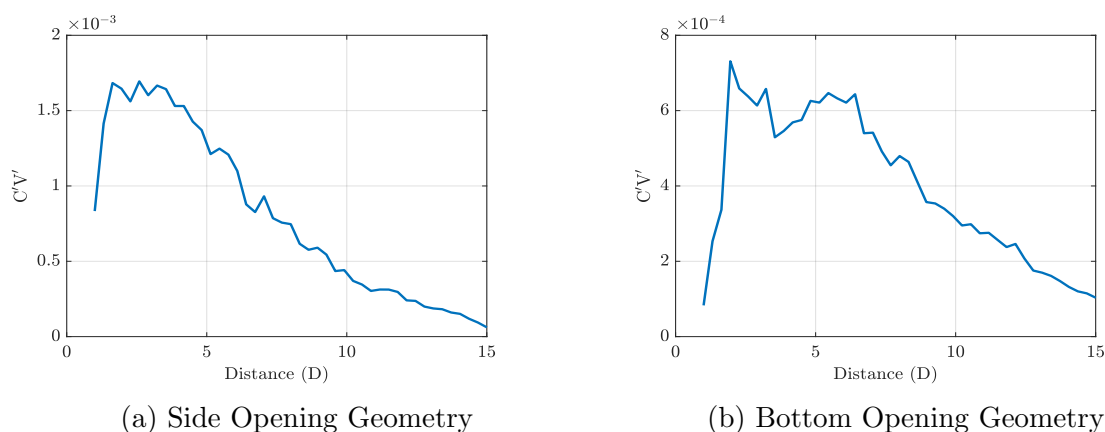 ×10⁻³
2
1.5
1
0.5
0
C'V'
0 5 10 15
Distance (D)
(a) Side Opening Geometry
×10⁻⁴
8
6
4
2
0
C'V'
0 5 10 15
Distance (D)
(b) Bottom Opening Geometry